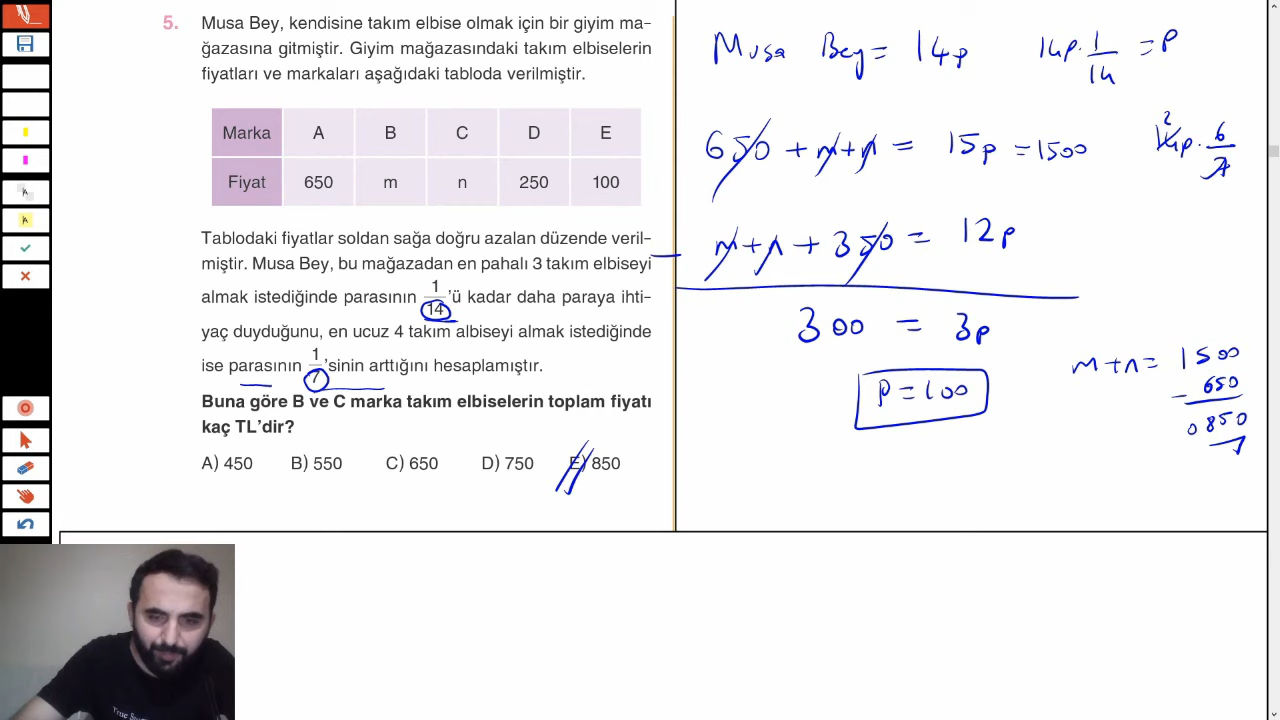 5.
Musa Bey, kendisine takım elbise olmak için bir giyim ma-
ğazasına gitmiştir. Giyim mağazasındaki takım elbiselerin
fiyatları ve markaları aşağıdaki tabloda verilmiştir.
Marka A B C D E
Fiyat 650 m n 250 100
Tablodaki fiyatlar soldan sağa doğru azalan düzende veril-
miştir. Musa Bey, bu mağazadan en pahalı 3 takım elbiseyi
almak istediğinde parasının 1/14'ü kadar daha paraya ihti-
yaç duyduğunu, en ucuz 4 takım albiseyi almak istediğinde
ise parasının 1/7'sinin arttığını hesaplamıştır.
Buna göre B ve C marka takım elbiselerin toplam fiyatı
kaç TL'dir?
A) 450 B) 550 C) 650 D) 750 E) 850
Musa Bey = 14p 14p · 1/14 = p
650 + m + n = 15p = 1500 14p · 6/7
2
m + n + 350 = 12p
300 = 3p
p = 100
m + n = 1500
- 650
0850